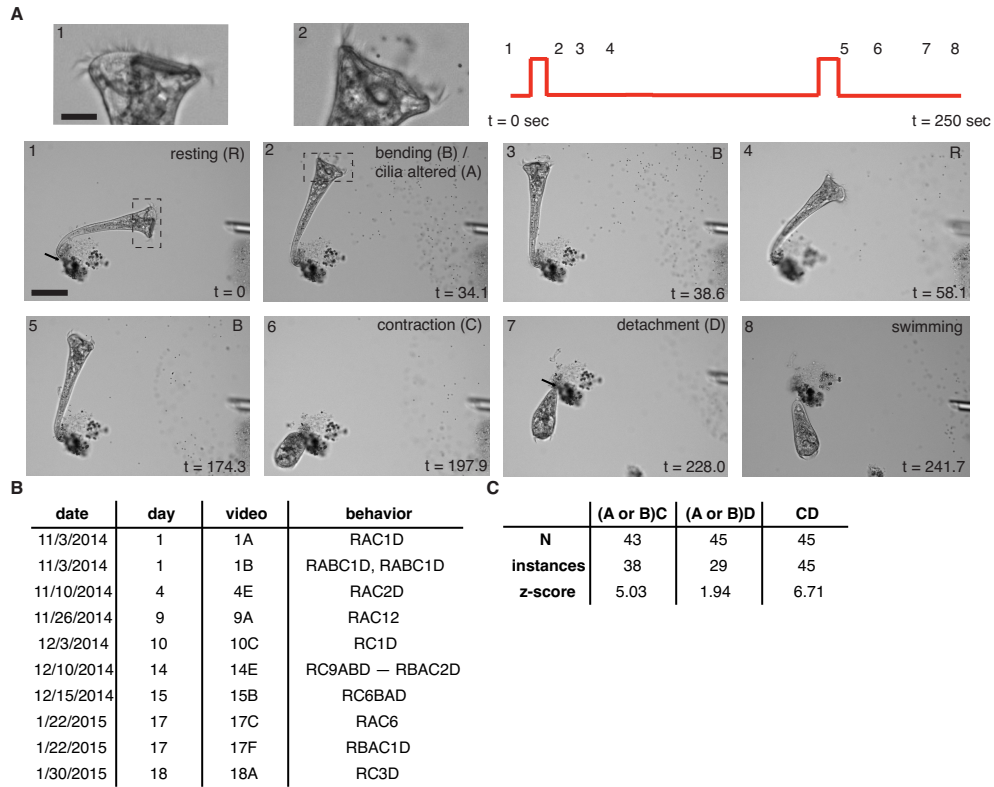 A
1
2
1 2 3 4 5 6 7 8
t = 0 sec t = 250 sec
1 resting (R)
t = 0
2 bending (B) /
cilia altered (A)
t = 34.1
3 B
t = 38.6
4 R
t = 58.1
5 B
t = 174.3
6 contraction (C)
t = 197.9
7 detachment (D)
t = 228.0
8 swimming
t = 241.7
B
date day video behavior
11/3/2014 1 1A RAC1D
11/3/2014 1 1B RABC1D, RABC1D
11/10/2014 4 4E RAC2D
11/26/2014 9 9A RAC12
12/3/2014 10 10C RC1D
12/10/2014 14 14E RC9ABD — RBAC2D
12/15/2014 15 15B RC6BAD
1/22/2015 17 17C RAC6
1/22/2015 17 17F RBAC1D
1/30/2015 18 18A RC3D
C
(A or B)C (A or B)D CD
N 43 45 45
instances 38 29 45
z-score 5.03 1.94 6.71